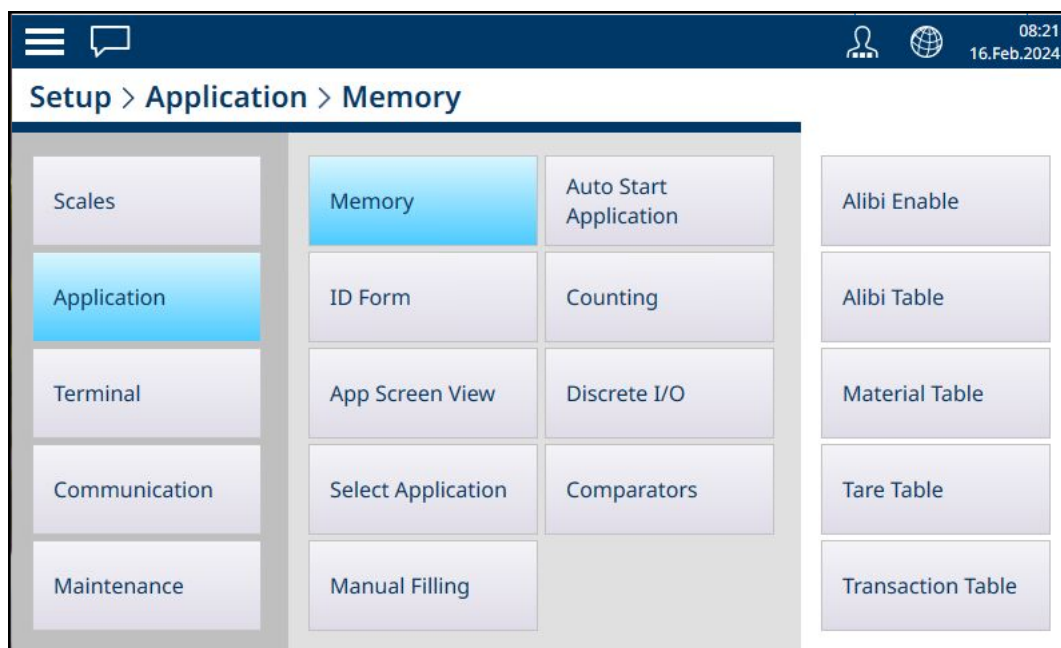 08:21
16.Feb.2024
Setup > Application > Memory
Scales
Application
Terminal
Communication
Maintenance
Memory
ID Form
App Screen View
Select Application
Manual Filling
Auto Start
Application
Counting
Discrete I/O
Comparators
Alibi Enable
Alibi Table
Material Table
Tare Table
Transaction Table